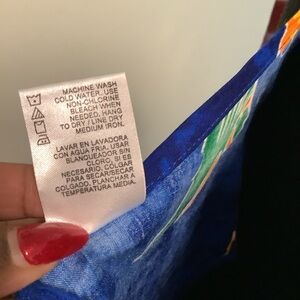 MACHINE WASH
COLD WATER. USE
NON-CHLORINE
BLEACH WHEN
NEEDED, HANG
TO DRY / LINE DRY
MEDIUM IRON.
LAVAR EN LAVADORA
CON AGUA FRIA. USAR
BLANQUEADOR SIN
CLORO, SI ES
NECESARIO, COLGAR
PARA SECAR/SECAR
COLGADO, PLANCHAR A
TEMPERATURA MEDIA.